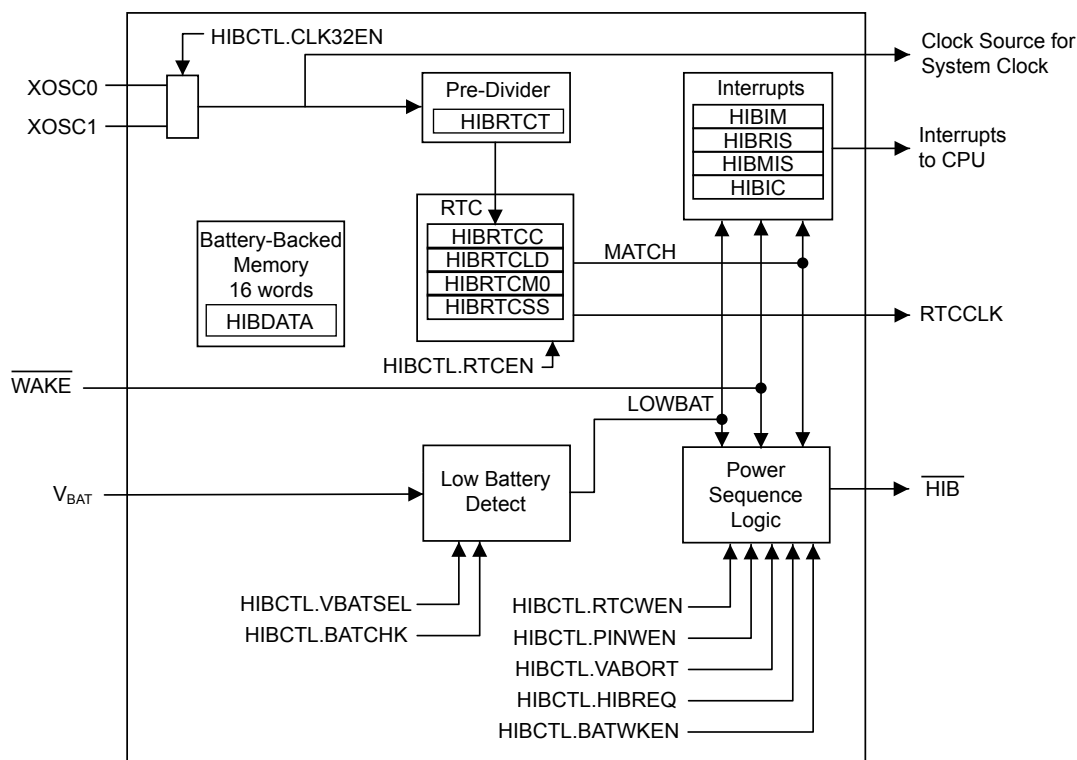 HIBCTL.CLK32EN
XOSC0
XOSC1
Clock Source for
System Clock
Pre-Divider
HIBRTCT
Interrupts
HIBIM
HIBRIS
HIBMIS
HIBIC
Interrupts
to CPU
RTC
HIBRTCC
HIBRTCLD
HIBRTCM0
HIBRTCSS
MATCH
Battery-Backed
Memory
16 words
HIBDATA
RTCCLK
HIBCTL.RTCEN
WAKE
LOWBAT
VBAT
Low Battery
Detect
Power
Sequence
Logic
HIB
HIBCTL.VBATSEL
HIBCTL.BATCHK
HIBCTL.RTCWEN
HIBCTL.PINWEN
HIBCTL.VABORT
HIBCTL.HIBREQ
HIBCTL.BATWKEN